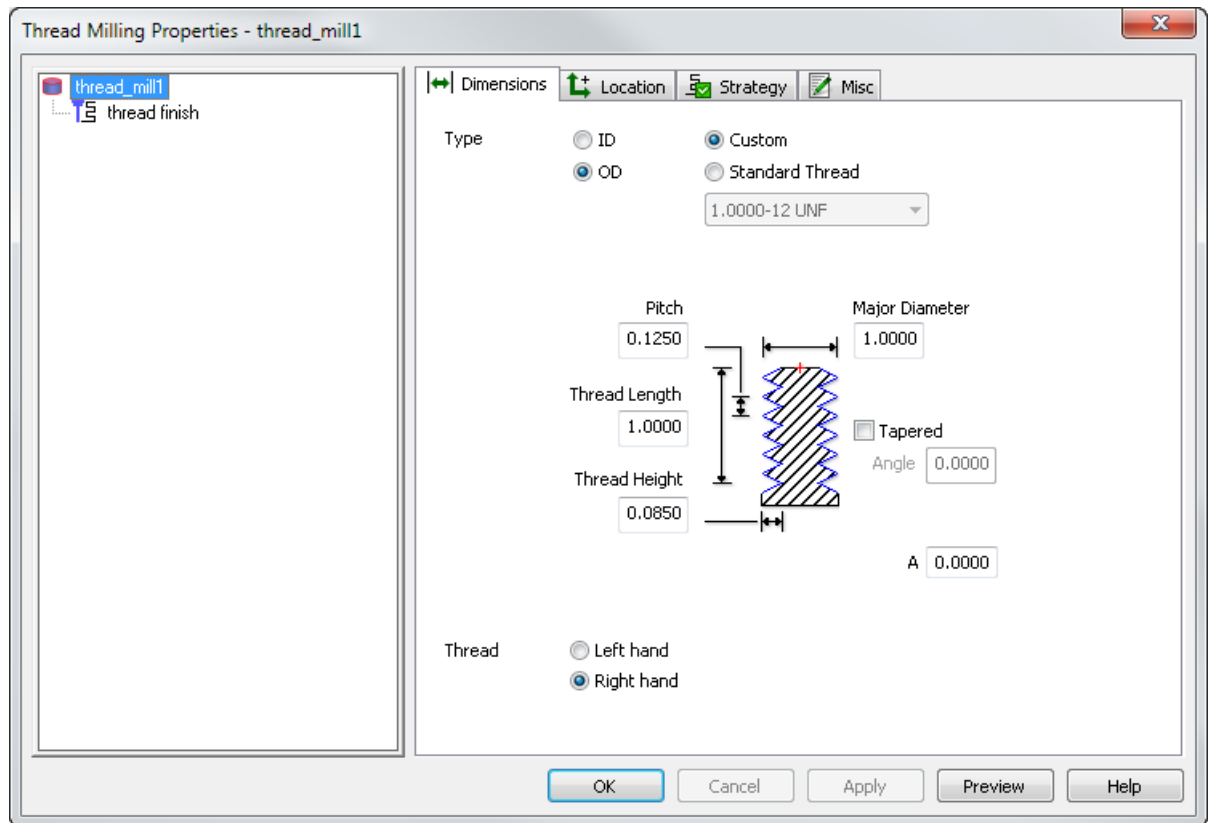 Thread Milling Properties - thread_mill1
X
thread_mill1
thread finish
Dimensions Location Strategy Misc
Type ID Custom
OD Standard Thread
1.0000-12 UNF
Pitch Major Diameter
0.1250 1.0000
Thread Length
1.0000
Tapered
Angle 0.0000
Thread Height
0.0850
A 0.0000
Thread Left hand
Right hand
OK Cancel Apply Preview Help